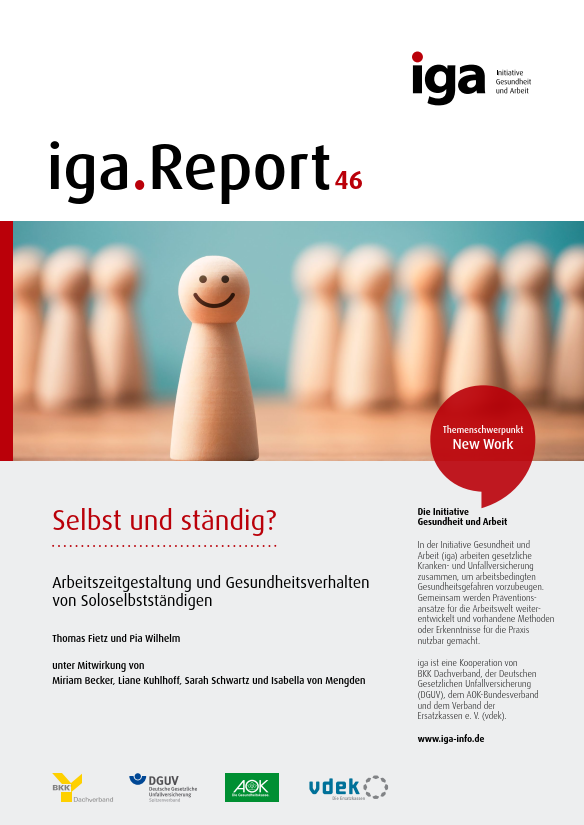 iga
Initiative
Gesundheit
und Arbeit
iga.Report 46
Themenschwerpunkt
New Work
Selbst und ständig?
Arbeitszeitgestaltung und Gesundheitsverhalten
von Soloselbstständigen
Thomas Fietz und Pia Wilhelm
unter Mitwirkung von
Miriam Becker, Liane Kuhlhoff, Sarah Schwartz und Isabella von Mengden
Die Initiative
Gesundheit und Arbeit
In der Initiative Gesundheit und
Arbeit (iga) arbeiten gesetzliche
Kranken- und Unfallversicherung
zusammen, um arbeitsbedingten
Gesundheitsgefahren vorzubeugen.
Gemeinsam werden Präventions-
ansätze für die Arbeitswelt weiter-
entwickelt und vorhandene Methoden
oder Erkenntnisse für die Praxis
nutzbar gemacht.
iga ist eine Kooperation von
BKK Dachverband, der Deutschen
Gesetzlichen Unfallversicherung
(DGUV), dem AOK-Bundesverband
und dem Verband der
Ersatzkassen e. V. (vdek).
www.iga-info.de
BKK
Dachverband
DGUV
Deutsche Gesetzliche
Unfallversicherung
Spitzenverband
AOK
Die Gesundheitskasse
vdek
Die Ersatzkassen